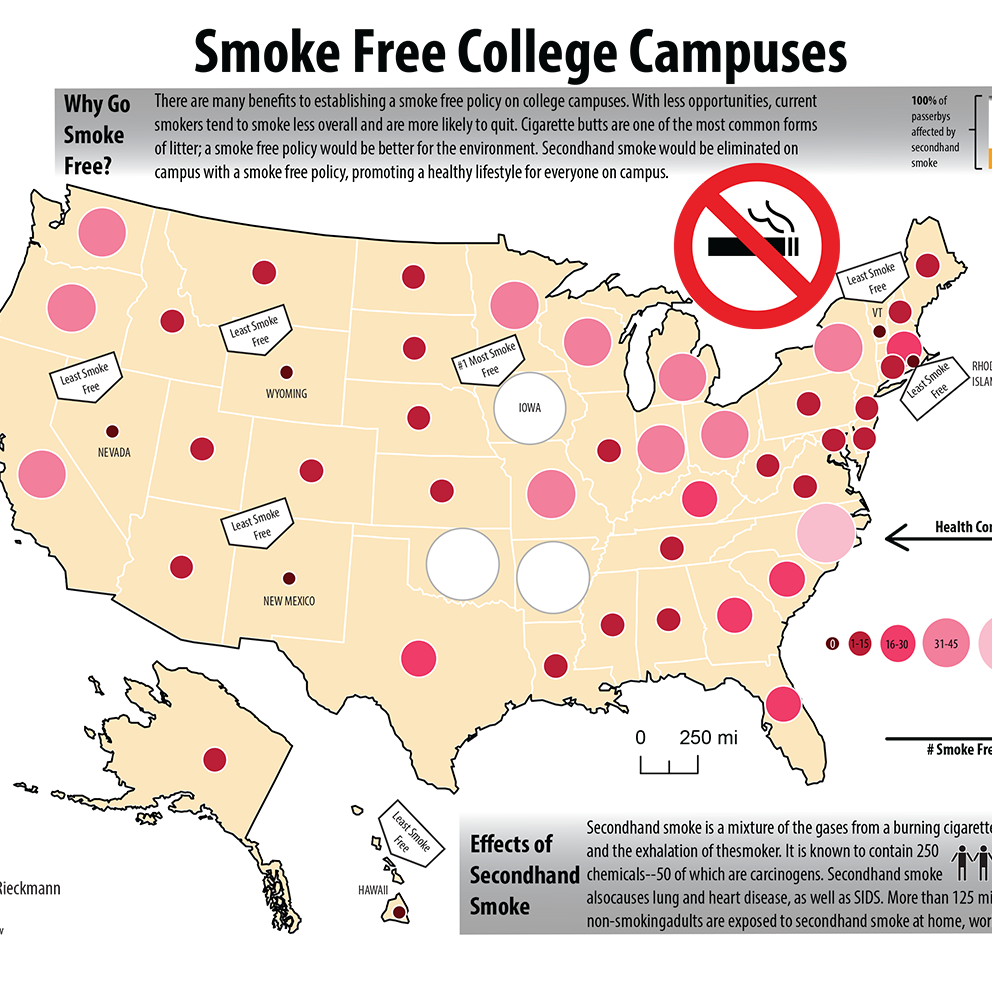 Smoke Free College Campuses
Why Go
Smoke
Free?
There are many benefits to establishing a smoke free policy on college campuses. With less opportunities, current
smokers tend to smoke less overall and are more likely to quit. Cigarette butts are one of the most common forms
of litter; a smoke free policy would be better for the environment. Secondhand smoke would be eliminated on
campus with a smoke free policy, promoting a healthy lifestyle for everyone on campus.
100% of
passerbys
affected by
secondhand
smoke
Least Smoke
Free
VT
Least Smoke
Free
#1 Most Smoke
Free
Least Smoke
Free
WYOMING
IOWA
RHOD
ISLAN
Least Smoke
Free
NEVADA
Least Smoke
Free
NEW MEXICO
Health Con
0
1-15
16-30
31-45
# Smoke Fre
0 250 mi
Least Smoke
Free
HAWAII
Rieckmann
Effects of
Secondhand
Smoke
Secondhand smoke is a mixture of the gases from a burning cigarette
and the exhalation of thesmoker. It is known to contain 250
chemicals--50 of which are carcinogens. Secondhand smoke
alsocauses lung and heart disease, as well as SIDS. More than 125 mi
non-smokingadults are exposed to secondhand smoke at home, wor